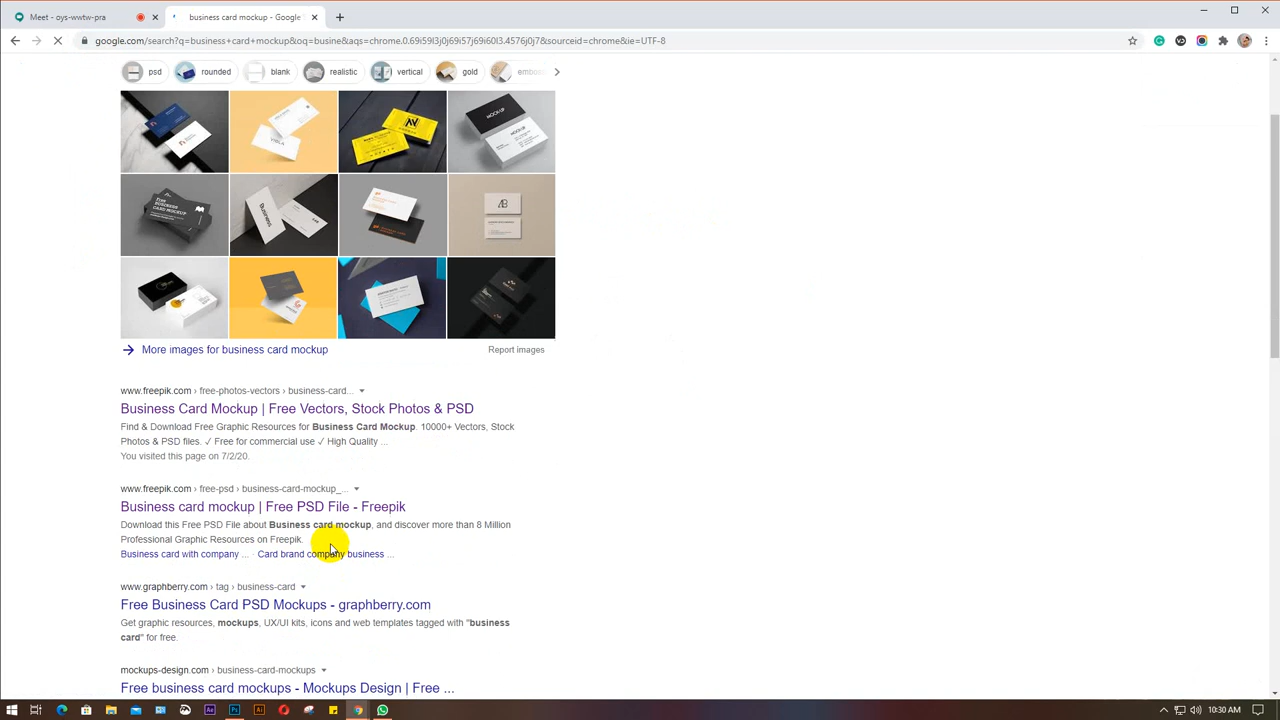 Meet - oys-wwtw-pra
business card mockup - Google
google.com/search?q=business+card+mockup&oq=busine&aqs=chrome.0.69i59l3j0j69i57j69i60l3.4576j0j7&sourceid=chrome&ie=UTF-8
psd rounded blank realistic vertical gold
More images for business card mockup
Report images
www.freepik.com › free-photos-vectors › business-card...
Business Card Mockup | Free Vectors, Stock Photos & PSD
Find & Download Free Graphic Resources for Business Card Mockup. 10000+ Vectors, Stock
Photos & PSD files. ✓ Free for commercial use ✓ High Quality ...
You visited this page on 7/2/20.
www.freepik.com › free-psd › business-card-mockup_...
Business card mockup | Free PSD File - Freepik
Download this Free PSD File about Business card mockup, and discover more than 8 Million
Professional Graphic Resources on Freepik.
Business card with company ... · Card brand company business ...
www.graphberry.com › tag › business-card
Free Business Card PSD Mockups - graphberry.com
Get graphic resources, mockups, UX/UI kits, icons and web templates tagged with "business
card" for free.
mockups-design.com › business-card-mockups
Free business card mockups - Mockups Design | Free ...
10:30 AM